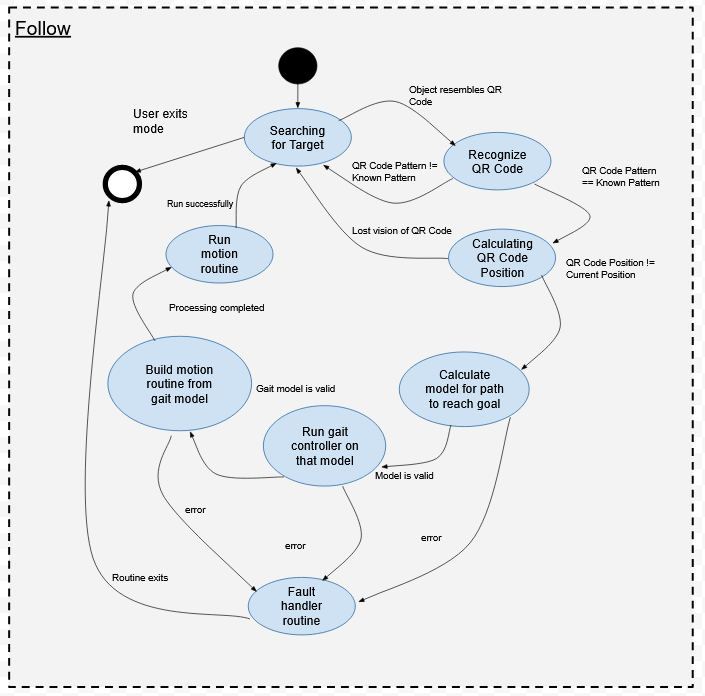 Follow
Object resembles QR
Code
User exits
mode
Searching
for Target
Recognize
QR Code
QR Code Pattern !=
Known Pattern
QR Code Pattern
== Known Pattern
Run successfully
Lost vision of QR Code
Run
motion
routine
Calculating
QR Code
Position
QR Code Position !=
Current Position
Processing completed
Build motion
routine from
gait model
Gait model is valid
Calculate
model for path
to reach goal
Run gait
controller on
that model
Model is valid
error
error
error
Routine exits
Fault
handler
routine